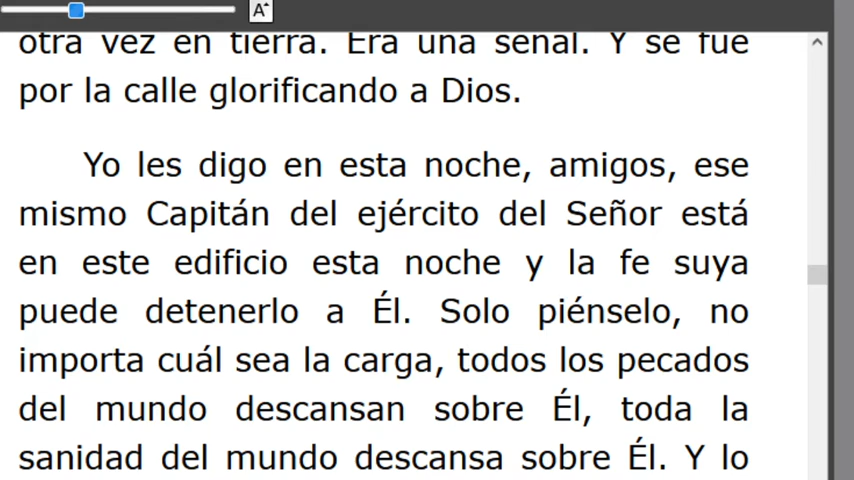 A
otra vez en tierra. Era una señal. Y se fue
por la calle glorificando a Dios.
Yo les digo en esta noche, amigos, ese
mismo Capitán del ejército del Señor está
en este edificio esta noche y la fe suya
puede detenerlo a Él. Solo piénselo, no
importa cuál sea la carga, todos los pecados
del mundo descansan sobre Él, toda la
sanidad del mundo descansa sobre Él. Y lo